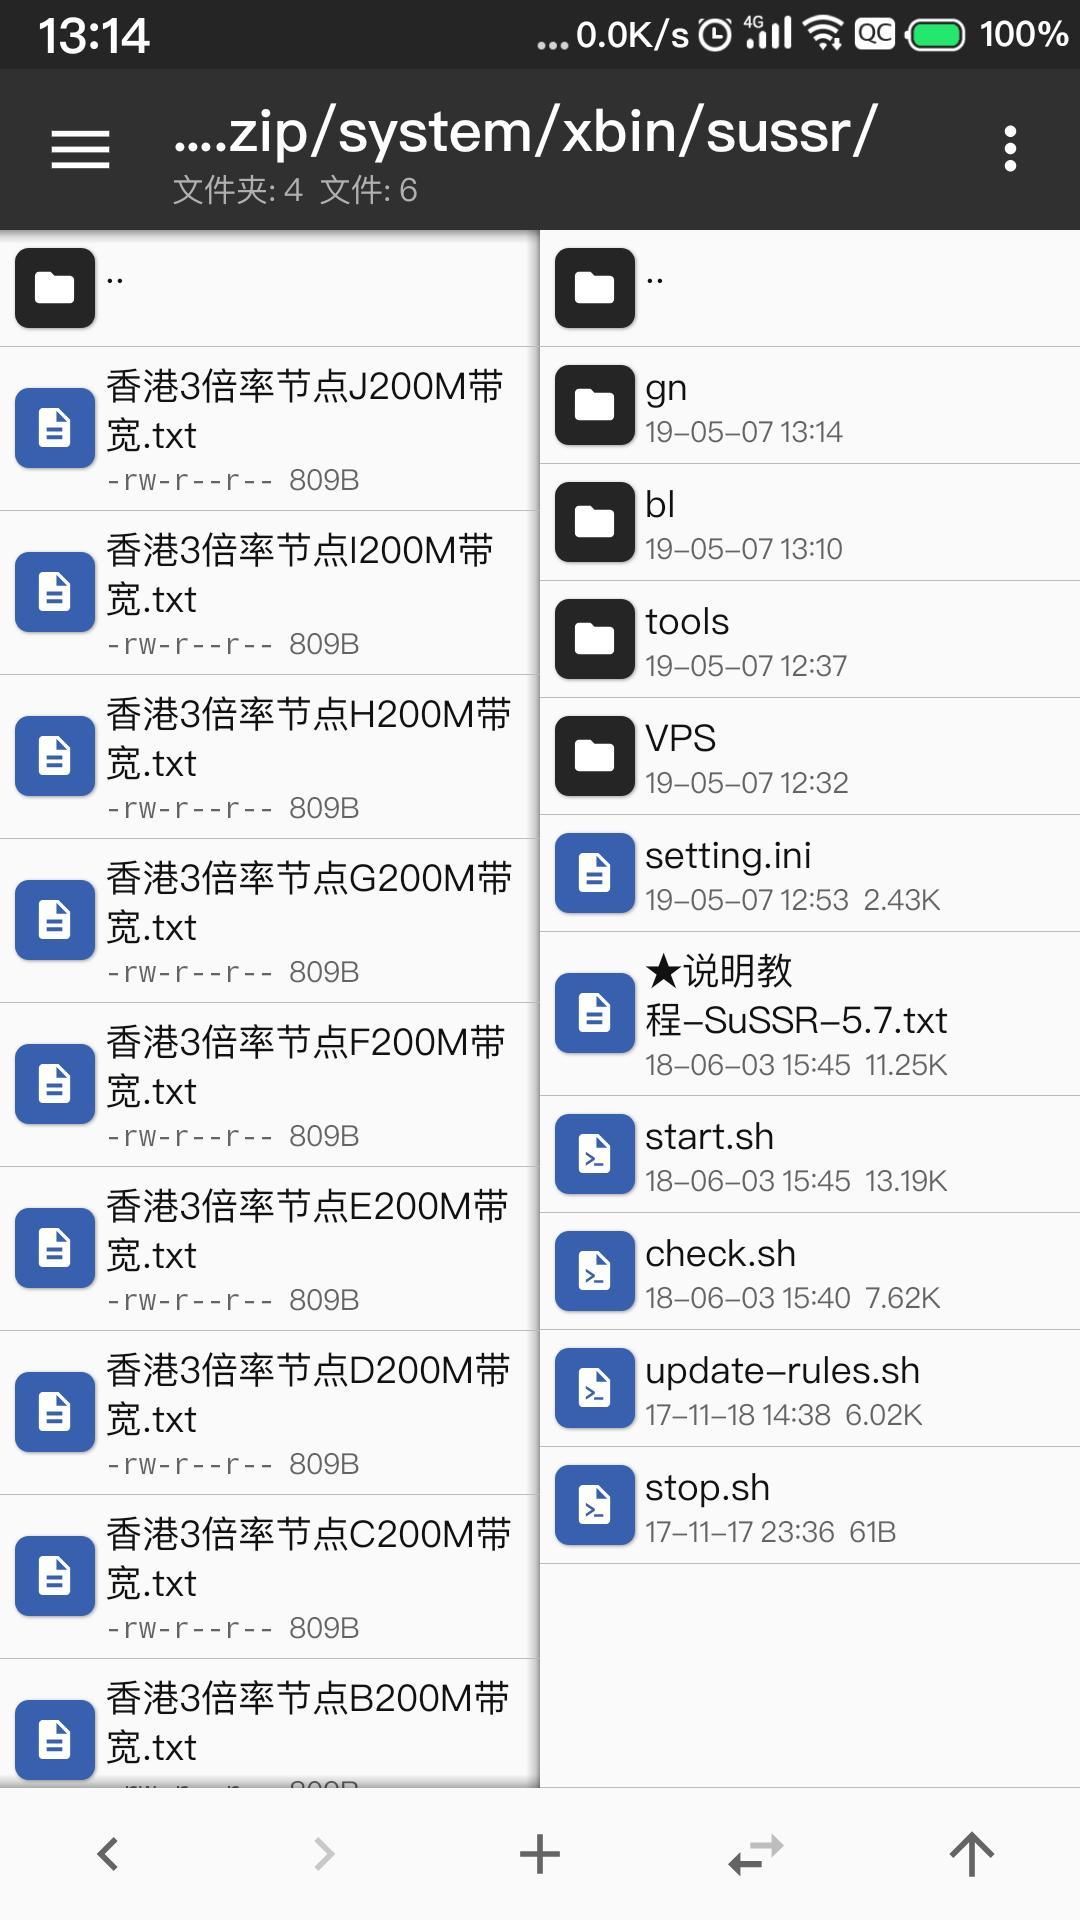 13:14
... 0.0K/s 4G QC 100%
....zip/system/xbin/sussr/
文件夹: 4 文件: 6
..
香港3倍率节点J200M带
宽.txt
-rw-r--r-- 809B
香港3倍率节点I200M带
宽.txt
-rw-r--r-- 809B
香港3倍率节点H200M带
宽.txt
-rw-r--r-- 809B
香港3倍率节点G200M带
宽.txt
-rw-r--r-- 809B
香港3倍率节点F200M带
宽.txt
-rw-r--r-- 809B
香港3倍率节点E200M带
宽.txt
-rw-r--r-- 809B
香港3倍率节点D200M带
宽.txt
-rw-r--r-- 809B
香港3倍率节点C200M带
宽.txt
-rw-r--r-- 809B
香港3倍率节点B200M带
宽.txt
..
gn
19-05-07 13:14
bl
19-05-07 13:10
tools
19-05-07 12:37
VPS
19-05-07 12:32
setting.ini
19-05-07 12:53 2.43K
★说明教
程-SuSSR-5.7.txt
18-06-03 15:45 11.25K
start.sh
18-06-03 15:45 13.19K
check.sh
18-06-03 15:40 7.62K
update-rules.sh
17-11-18 14:38 6.02K
stop.sh
17-11-17 23:36 61B